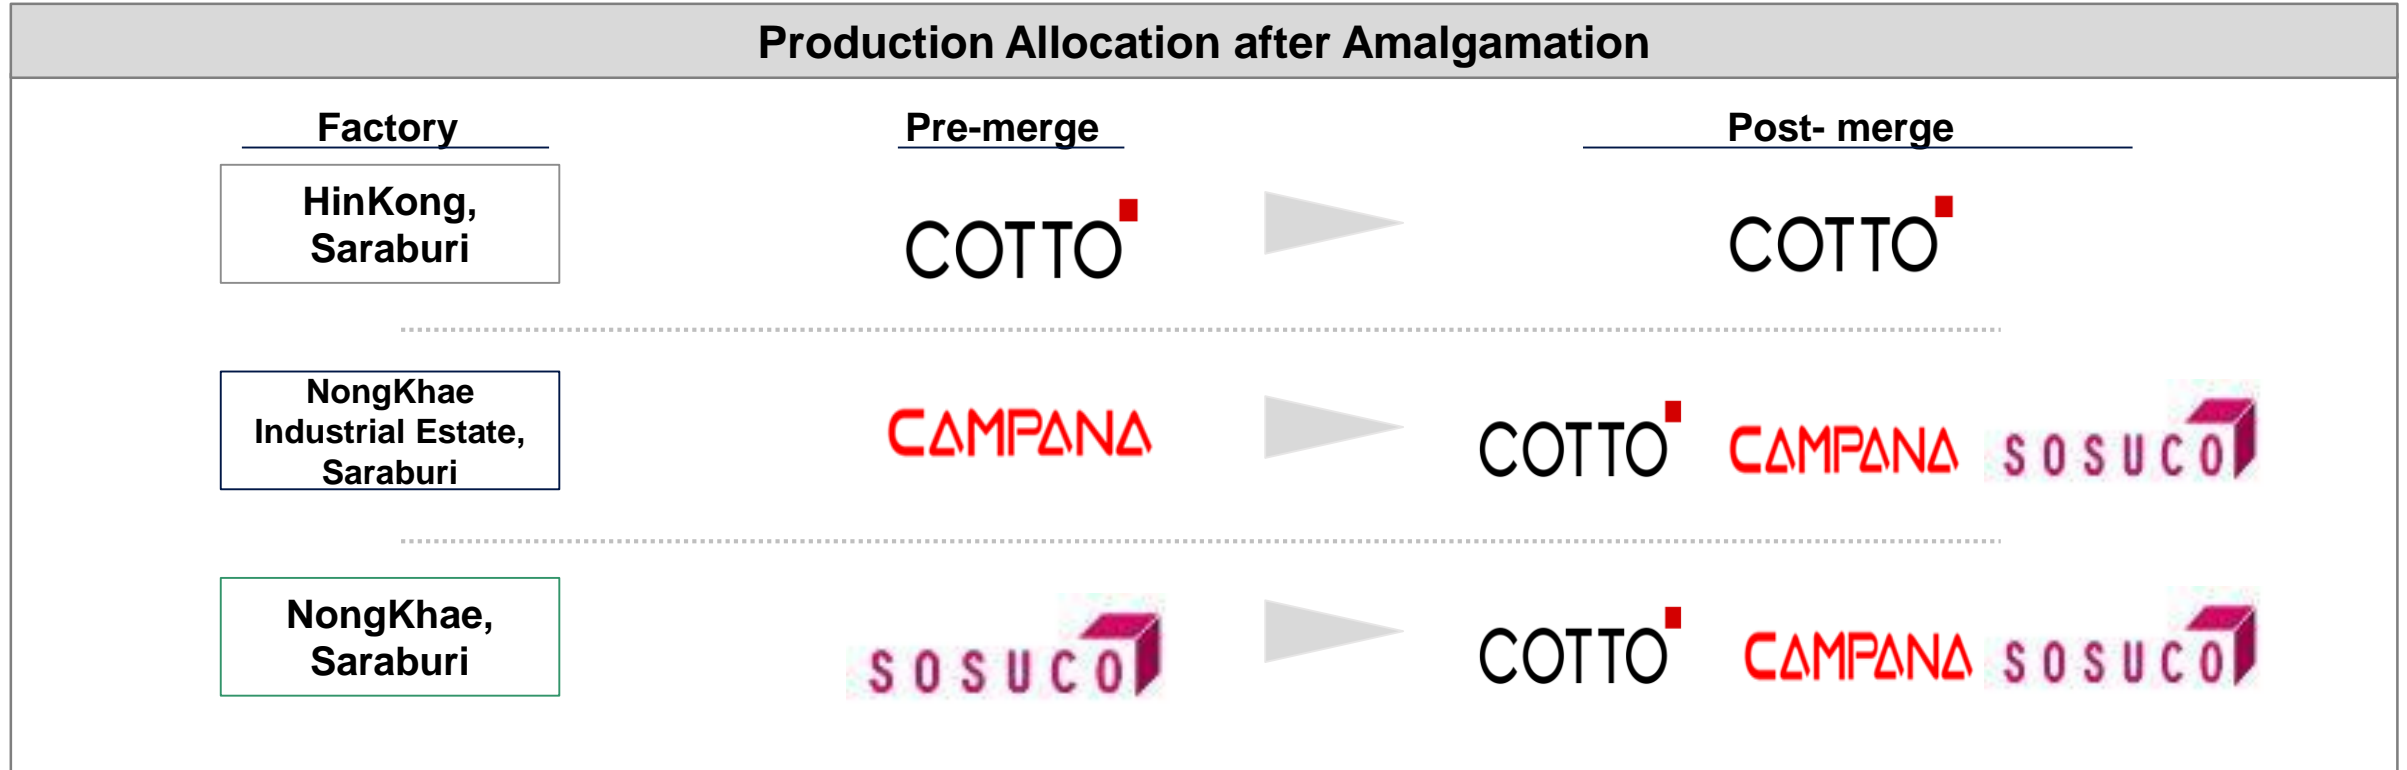 Production Allocation after Amalgamation
Factory
Pre-merge
Post- merge
HinKong,
Saraburi
COTTO
COTTO
NongKhae
Industrial Estate,
Saraburi
CAMPANA
COTTO
CAMPANA
SOSUCO
NongKhae,
Saraburi
SOSUCO
COTTO
CAMPANA
SOSUCO